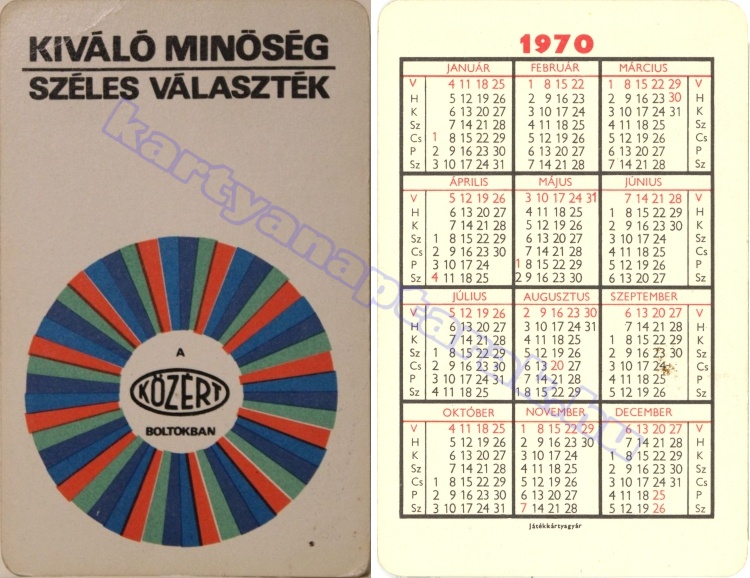 KIVÁLÓ MINŐSÉG
SZÉLES VÁLASZTÉK
A
KÖZÉRT
BOLTOKBAN
kartyanaptarak.hu
1970
JANUÁR FEBRUÁR MÁRCIUS
V 4 11 18 25 1 8 15 22 1 8 15 22 29 V
H 5 12 19 26 2 9 16 23 2 9 16 23 30 H
K 6 13 20 27 3 10 17 24 3 10 17 24 31 K
Sz 7 14 21 28 4 11 18 25 4 11 18 25 Sz
Cs 1 8 15 22 29 5 12 19 26 5 12 19 26 Cs
P 2 9 16 23 30 6 13 20 27 6 13 20 27 P
Sz 3 10 17 24 31 7 14 21 28 7 14 21 28 Sz
ÁPRILIS MÁJUS JÚNIUS
V 5 12 19 26 3 10 17 24 31 7 14 21 28 V
H 6 13 20 27 4 11 18 25 1 8 15 22 29 H
K 7 14 21 28 5 12 19 26 2 9 16 23 30 K
Sz 1 8 15 22 29 6 13 20 27 3 10 17 24 Sz
Cs 2 9 16 23 30 7 14 21 28 4 11 18 25 Cs
P 3 10 17 24 1 8 15 22 29 5 12 19 26 P
Sz 4 11 18 25 2 9 16 23 30 6 13 20 27 Sz
JÚLIUS AUGUSZTUS SZEPTEMBER
V 5 12 19 26 2 9 16 23 30 6 13 20 27 V
H 6 13 20 27 3 10 17 24 31 7 14 21 28 H
K 7 14 21 28 4 11 18 25 1 8 15 22 29 K
Sz 1 8 15 22 29 5 12 19 26 2 9 16 23 30 Sz
Cs 2 9 16 23 30 6 13 20 27 3 10 17 24 Cs
P 3 10 17 24 31 7 14 21 28 4 11 18 25 P
Sz 4 11 18 25 1 8 15 22 29 5 12 19 26 Sz
OKTÓBER NOVEMBER DECEMBER
V 4 11 18 25 1 8 15 22 29 6 13 20 27 V
H 5 12 19 26 2 9 16 23 30 7 14 21 28 H
K 6 13 20 27 3 10 17 24 1 8 15 22 29 K
Sz 7 14 21 28 4 11 18 25 2 9 16 23 30 Sz
Cs 1 8 15 22 29 5 12 19 26 3 10 17 24 31 Cs
P 2 9 16 23 30 6 13 20 27 4 11 18 25 P
Sz 3 10 17 24 31 7 14 21 28 5 12 19 26 Sz
Játékkártyagyár